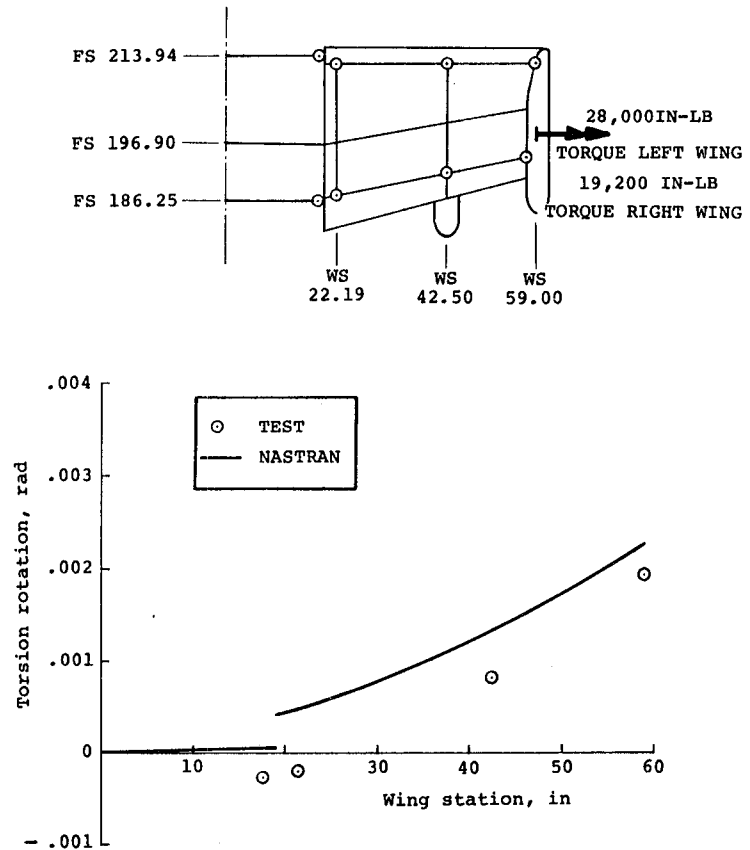 FS 213.94
28,000IN-LB
FS 196.90
TORQUE LEFT WING
19,200 IN-LB
FS 186.25
TORQUE RIGHT WING
WS
22.19
WS
42.50
WS
59.00
.004
TEST
NASTRAN
.003
Torsion rotation, rad
.002
.001
0
10
20
30
40
50
60
Wing station, in
- .001